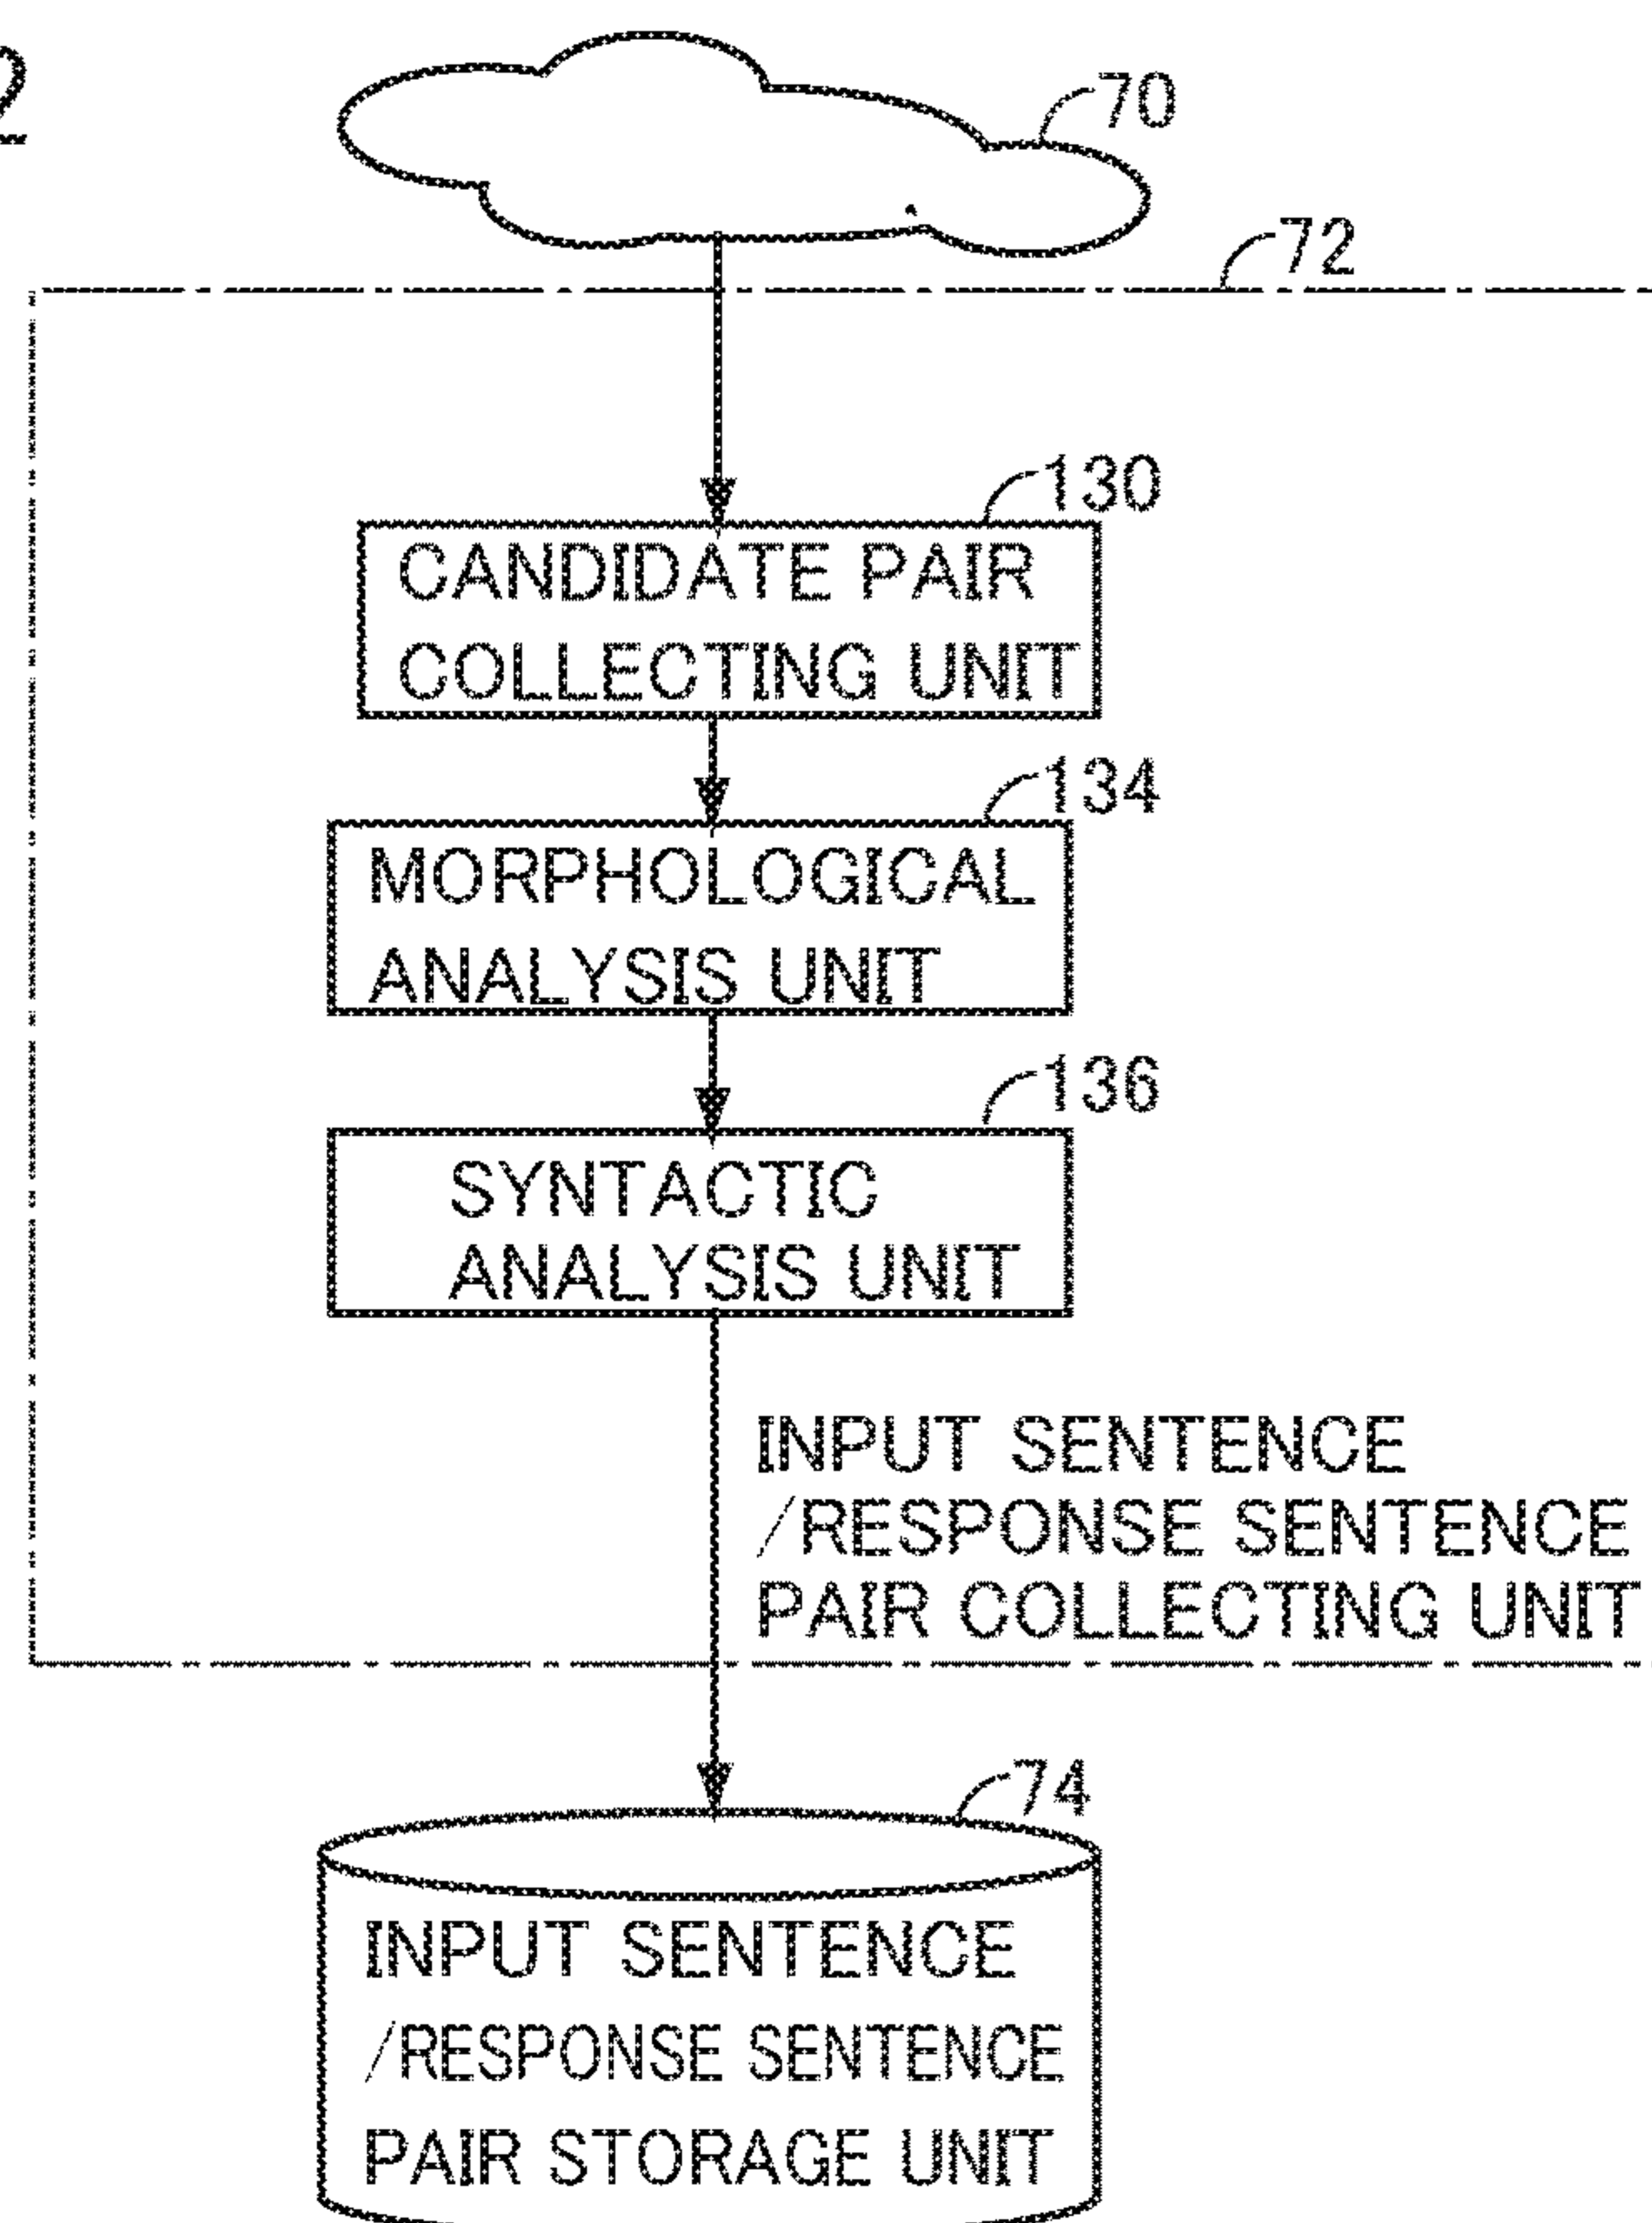 2
70
72
130
CANDIDATE PAIR
COLLECTING UNIT
134
MORPHOLOGICAL
ANALYSIS UNIT
136
SYNTACTIC
ANALYSIS UNIT
INPUT SENTENCE
/RESPONSE SENTENCE
PAIR COLLECTING UNIT
74
INPUT SENTENCE
/RESPONSE SENTENCE
PAIR STORAGE UNIT